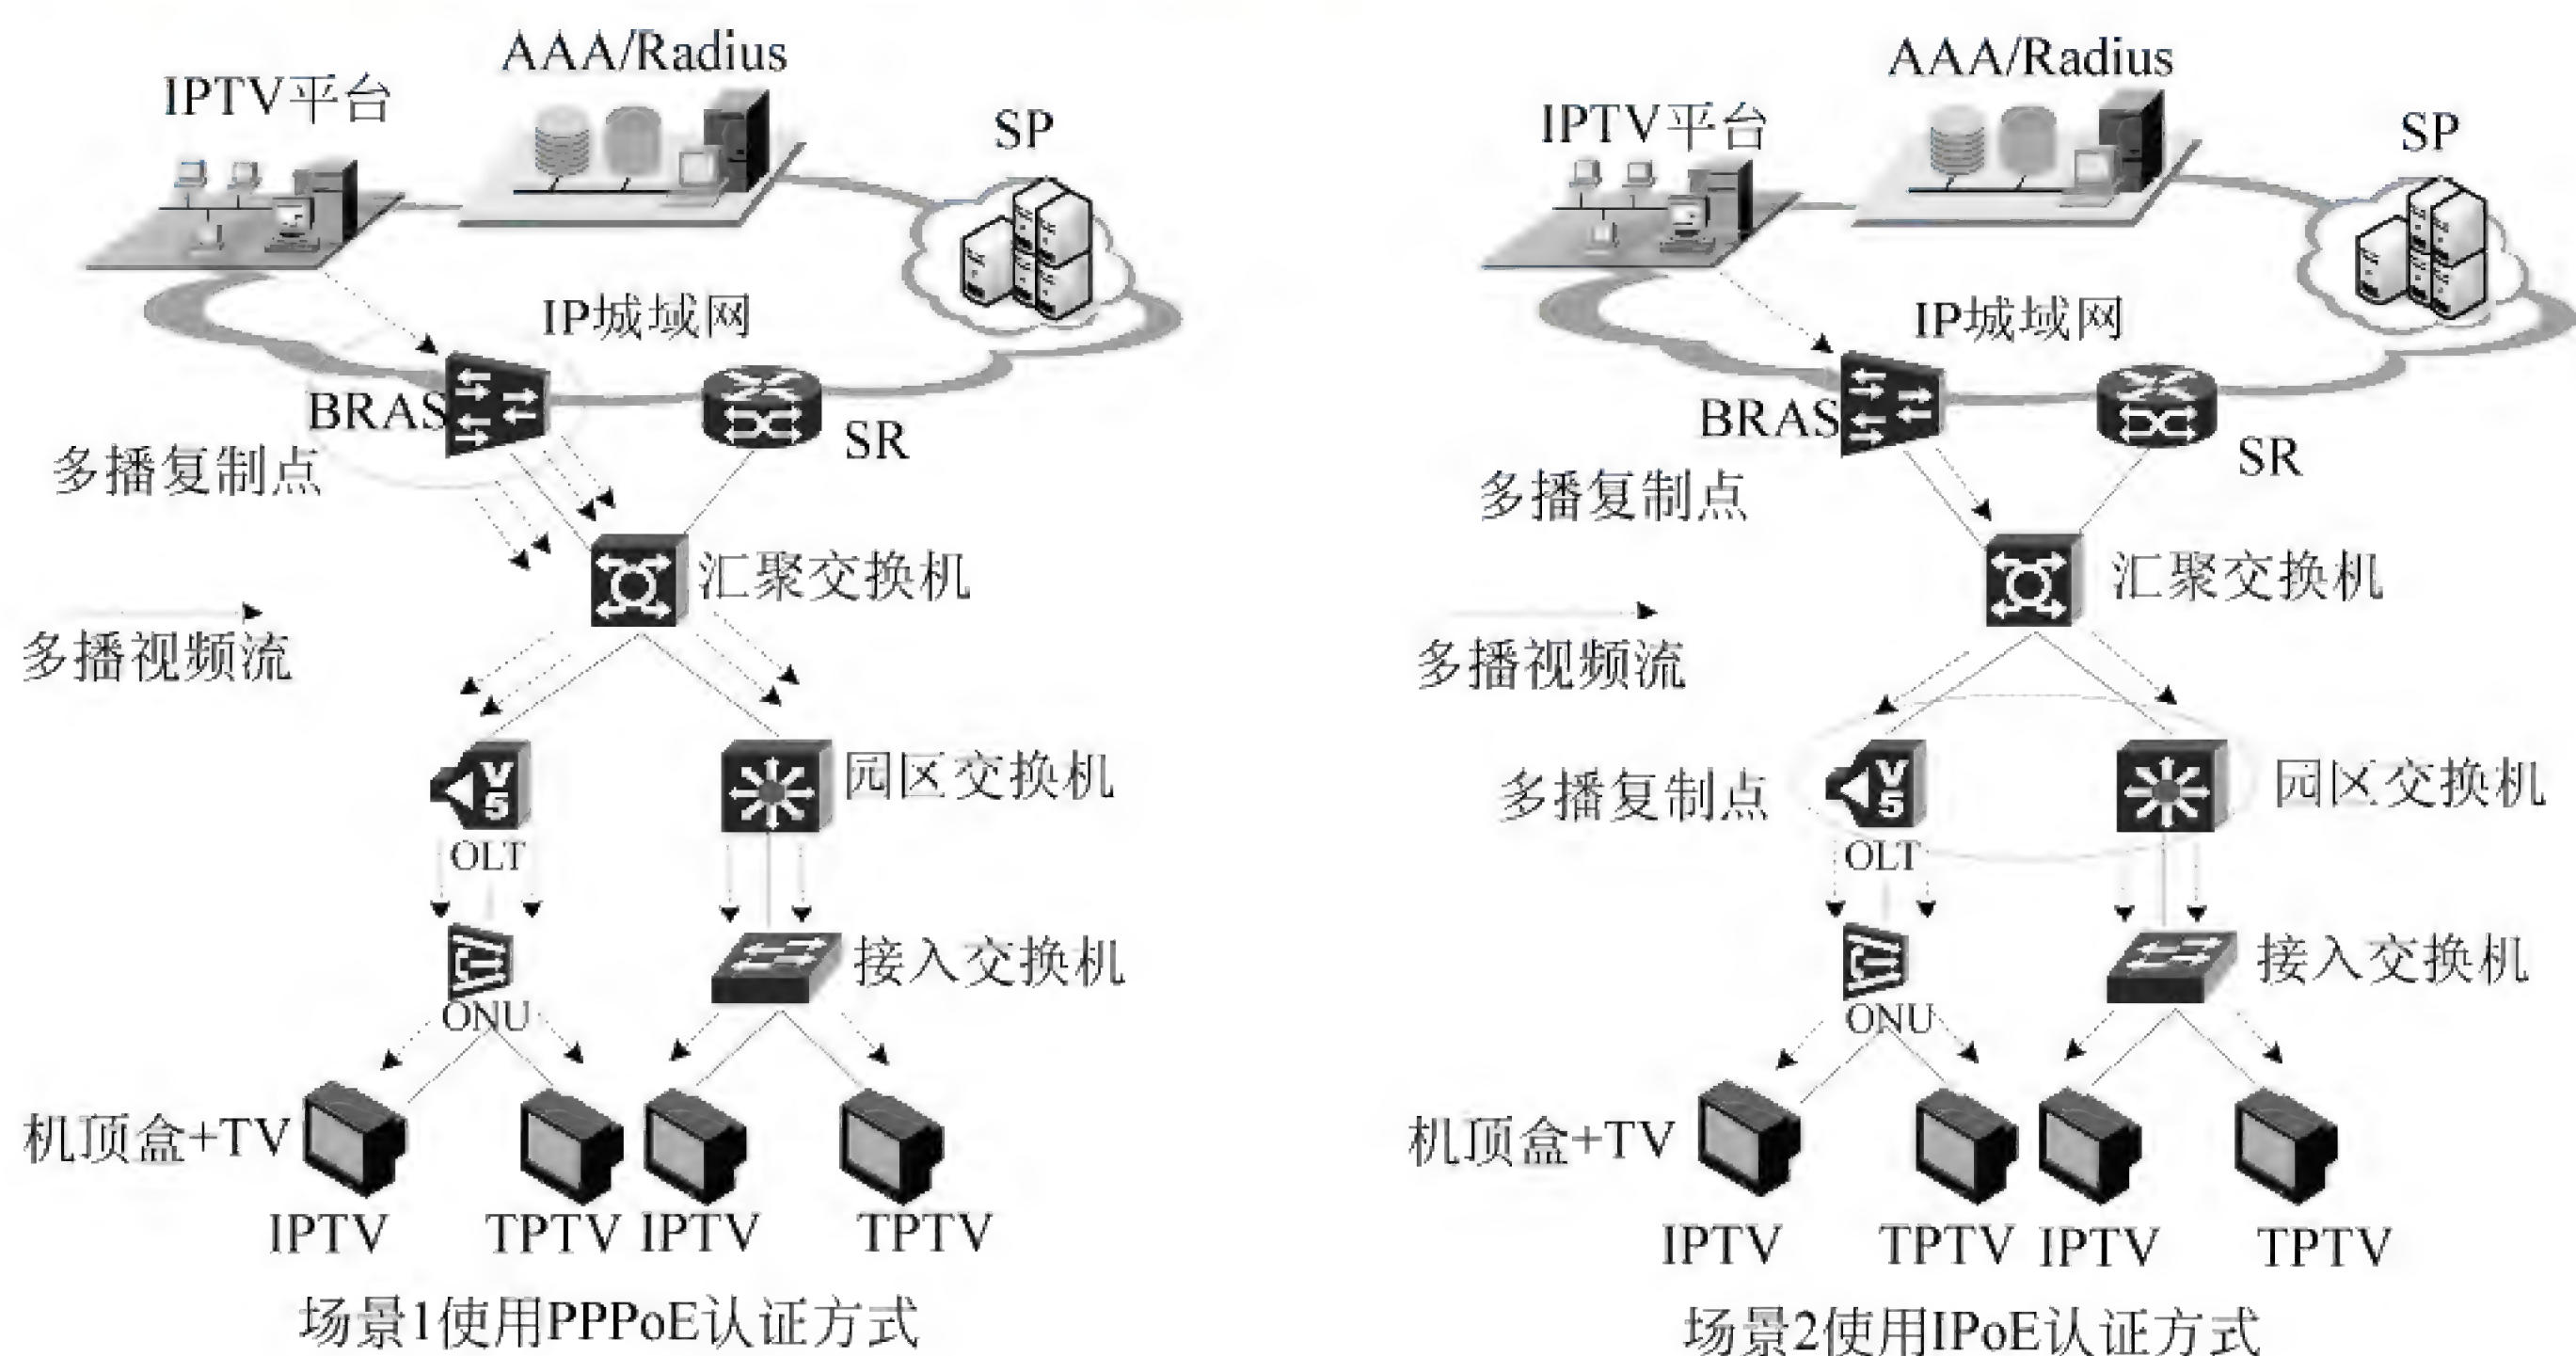 IPTV平台
AAA/Radius
SP
IP城域网
BRAS
SR
多播复制点
汇聚交换机
多播视频流
V5
OLT
园区交换机
ONU
接入交换机
机顶盒+TV
IPTV
TPTV
IPTV
TPTV
场景1使用PPPoE认证方式
IPTV平台
AAA/Radius
SP
IP城域网
BRAS
SR
多播复制点
汇聚交换机
多播视频流
多播复制点
V5
OLT
园区交换机
ONU
接入交换机
机顶盒+TV
IPTV
TPTV
IPTV
TPTV
场景2使用IPoE认证方式